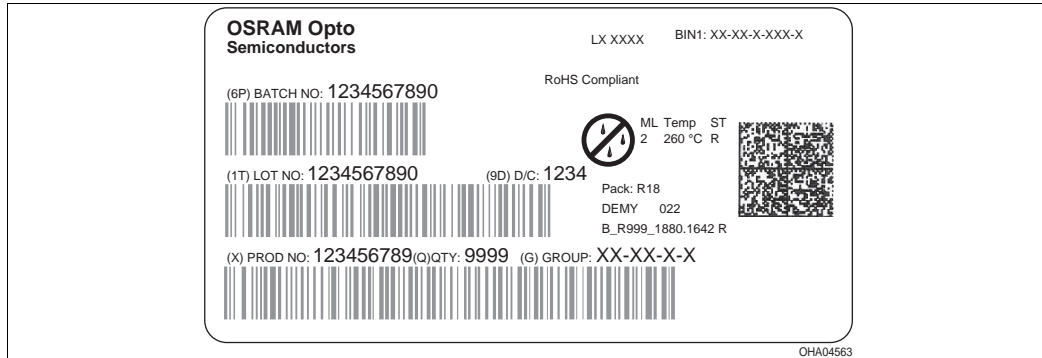 OSRAM Opto
Semiconductors
LX XXXX
BIN1: XX-XX-X-XXX-X
RoHS Compliant
(6P) BATCH NO: 1234567890
ML Temp ST
2 260 °C R
(1T) LOT NO: 1234567890
(9D) D/C: 1234
Pack: R18
DEMY 022
B_R999_1880.1642 R
(X) PROD NO: 123456789(Q)QTY: 9999 (G) GROUP: XX-XX-X-X
OHA04563